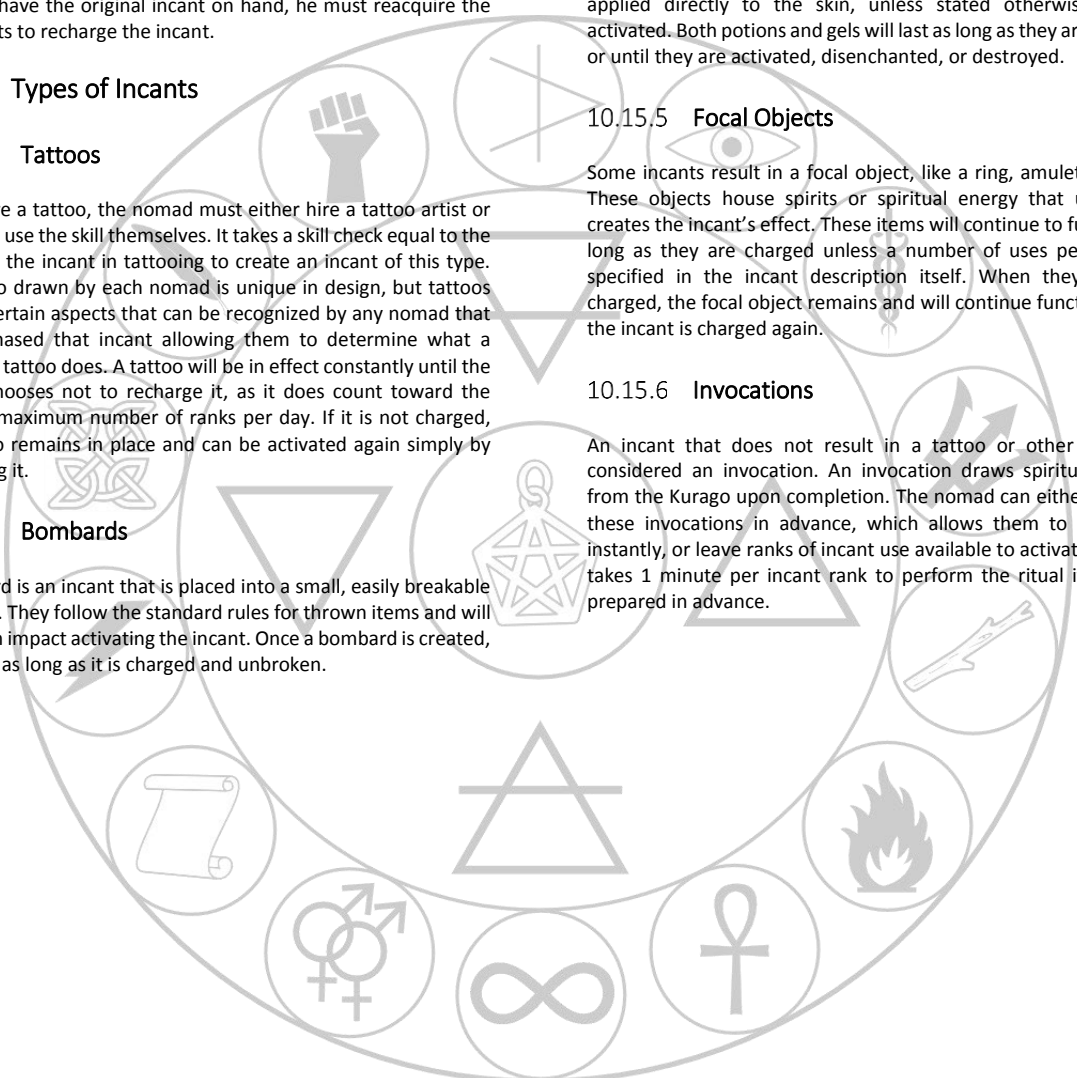 have the original incant on hand, he must reacquire the
ts to recharge the incant.
Types of Incants
Tattoos
e a tattoo, the nomad must either hire a tattoo artist or
use the skill themselves. It takes a skill check equal to the
the incant in tattooing to create an incant of this type.
o drawn by each nomad is unique in design, but tattoos
ertain aspects that can be recognized by any nomad that
hased that incant allowing them to determine what a
tattoo does. A tattoo will be in effect constantly until the
hooses not to recharge it, as it does count toward the
maximum number of ranks per day. If it is not charged,
o remains in place and can be activated again simply by
g it.
Bombards
d is an incant that is placed into a small, easily breakable
. They follow the standard rules for thrown items and will
n impact activating the incant. Once a bombard is created,
as long as it is charged and unbroken.
applied directly to the skin, unless stated otherwis
activated. Both potions and gels will last as long as they ar
or until they are activated, disenchanted, or destroyed.
10.15.5 Focal Objects
Some incants result in a focal object, like a ring, amulet
These objects house spirits or spiritual energy that u
creates the incant's effect. These items will continue to fu
long as they are charged unless a number of uses pe
specified in the incant description itself. When they
charged, the focal object remains and will continue funct
the incant is charged again.
10.15.6 Invocations
An incant that does not result in a tattoo or other
considered an invocation. An invocation draws spiritu
from the Kurago upon completion. The nomad can eithe
these invocations in advance, which allows them to
instantly, or leave ranks of incant use available to activat
takes 1 minute per incant rank to perform the ritual i
prepared in advance.